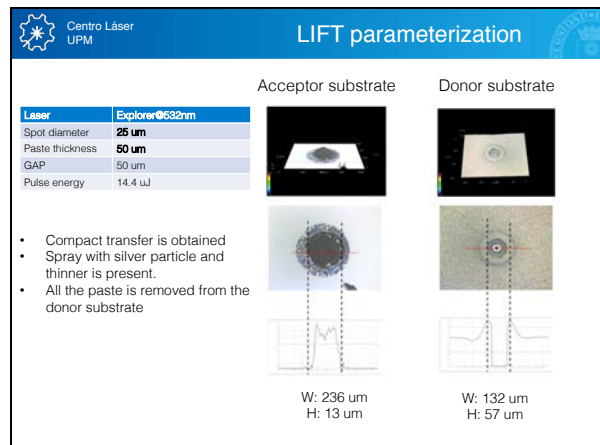 Centro Láser
UPM
LIFT parameterization
Acceptor substrate
Donor substrate
Laser Explorer@532nm
Spot diameter 25 um
Paste thickness 50 um
GAP 50 um
Pulse energy 14.4 uJ
• Compact transfer is obtained
• Spray with silver particle and
thinner is present.
• All the paste is removed from the
donor substrate
W: 236 um
H: 13 um
W: 132 um
H: 57 um